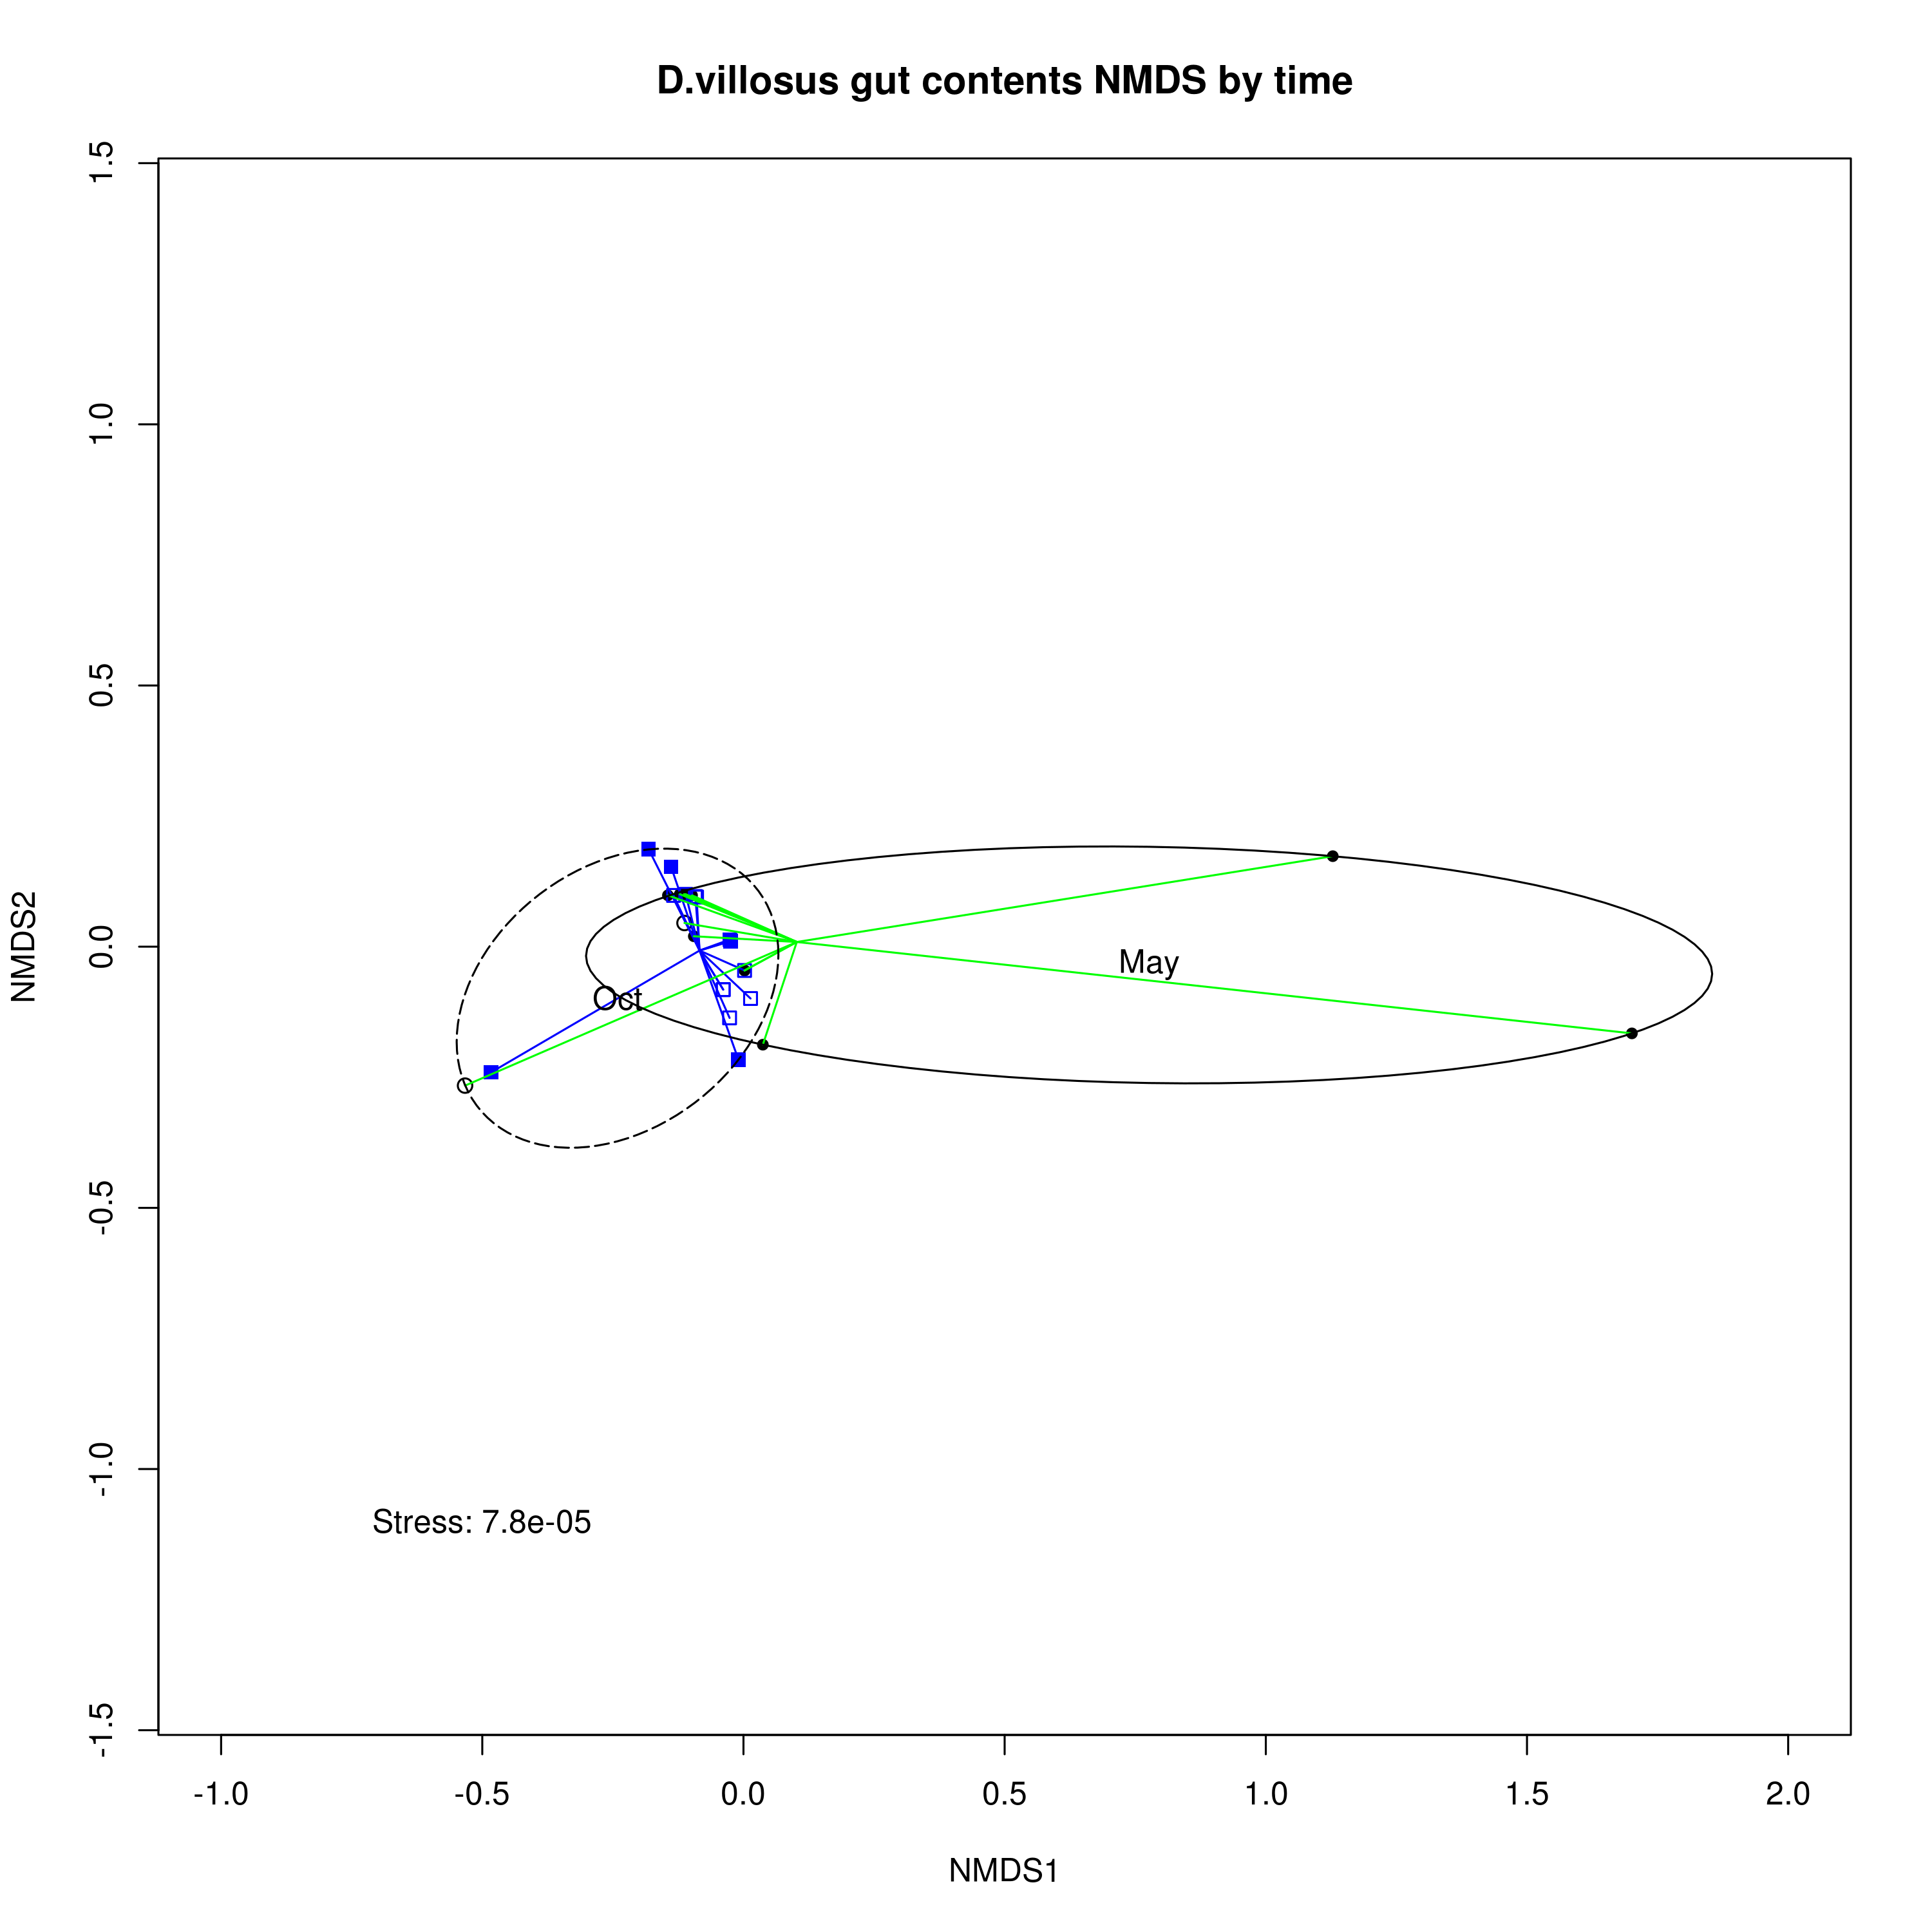 D.villosus gut contents NMDS by time
1.5
1.0
0.5
0.0
-0.5
-1.0
-1.5
NMDS2
May
Oct
Stress: 7.8e-05
-1.0 -0.5 0.0 0.5 1.0 1.5 2.0
NMDS1